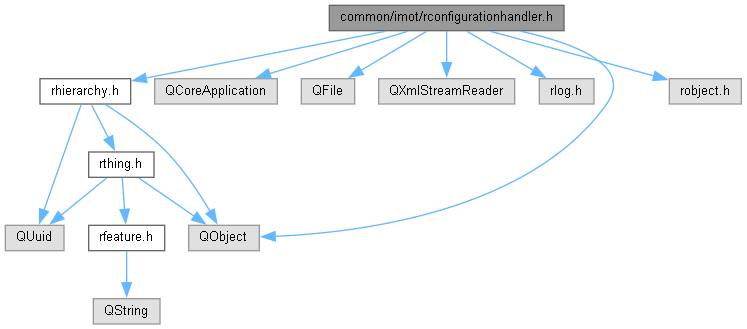 common/imot/rconfigurationhandler.h
rhierarchy.h
QCoreApplication
QFile
QXmlStreamReader
rlog.h
robject.h
rthing.h
QUuid
rfeature.h
QObject
QString